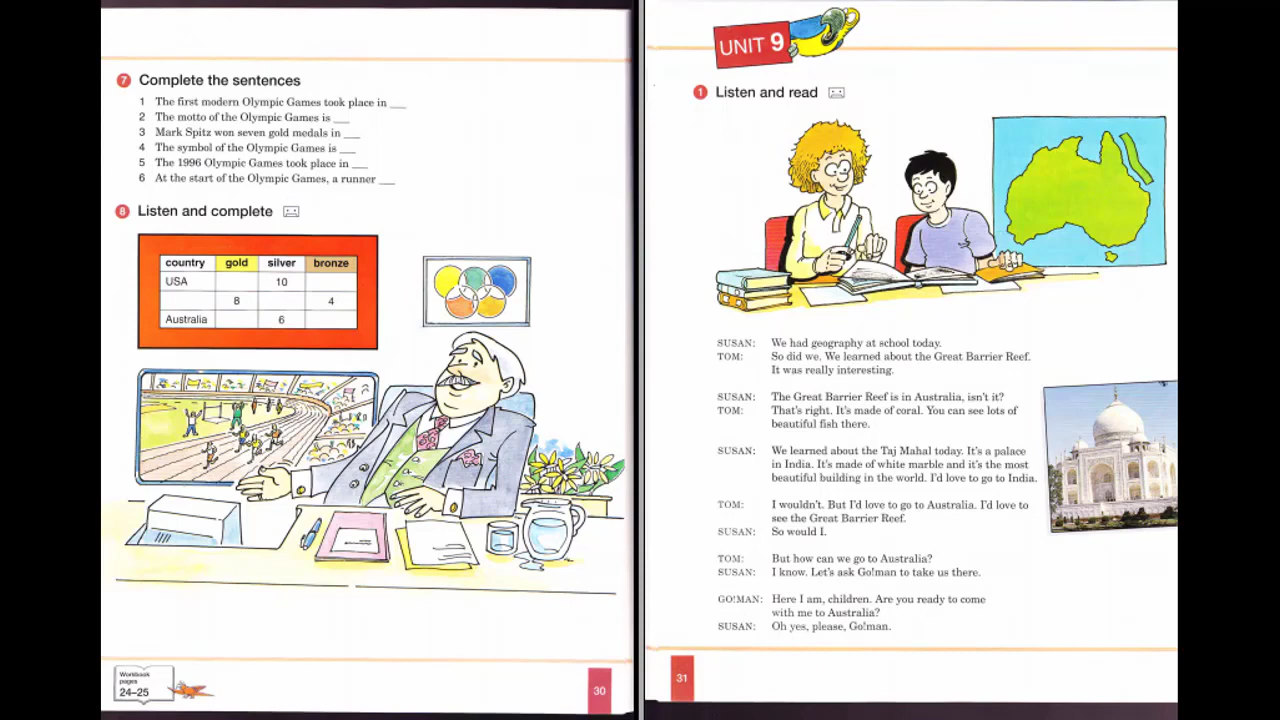 7 Complete the sentences
1 The first modern Olympic Games took place in ___
2 The motto of the Olympic Games is ___
3 Mark Spitz won seven gold medals in ___
4 The symbol of the Olympic Games is ___
5 The 1996 Olympic Games took place in ___
6 At the start of the Olympic Games, a runner ___
8 Listen and complete
country gold silver bronze
USA 10
8 4
Australia 6
Workbook
pages
24–25
30
UNIT 9
1 Listen and read
SUSAN: We had geography at school today.
TOM: So did we. We learned about the Great Barrier Reef.
It was really interesting.
SUSAN: The Great Barrier Reef is in Australia, isn't it?
TOM: That's right. It's made of coral. You can see lots of
beautiful fish there.
SUSAN: We learned about the Taj Mahal today. It's a palace
in India. It's made of white marble and it's the most
beautiful building in the world. I'd love to go to India.
TOM: I wouldn't. But I'd love to go to Australia. I'd love to
see the Great Barrier Reef.
SUSAN: So would I.
TOM: But how can we go to Australia?
SUSAN: I know. Let's ask Go!man to take us there.
GO!MAN: Here I am, children. Are you ready to come
with me to Australia?
SUSAN: Oh yes, please, Go!man.
31